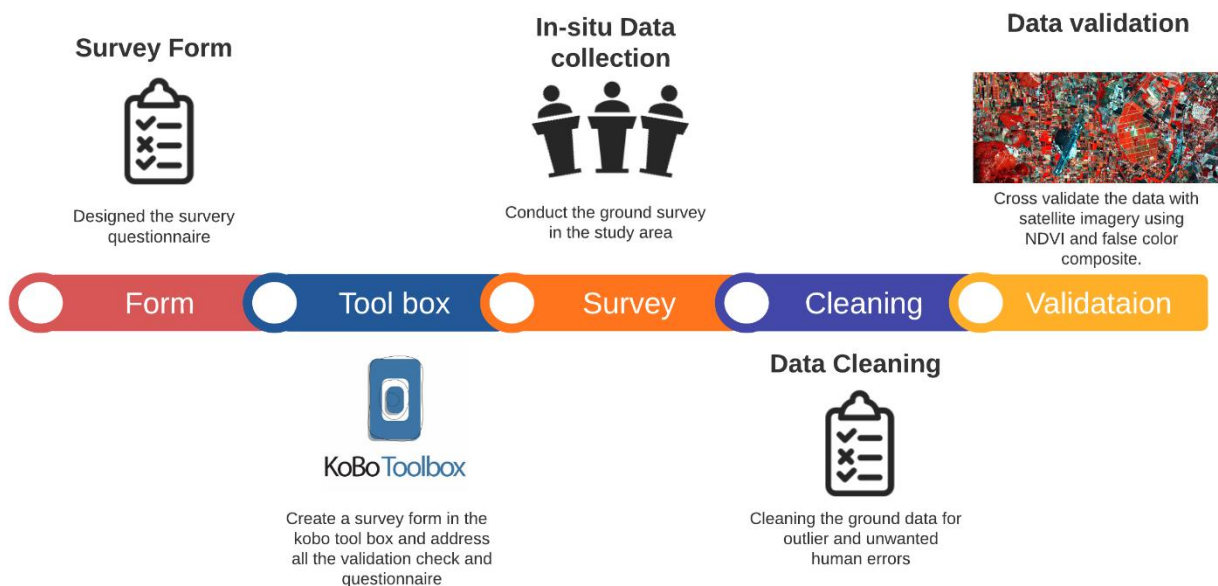 Survey Form
Designed the survery
questionnaire
In-situ Data
collection
Conduct the ground survey
in the study area
Data validation
Cross validate the data with
satellite imagery using
NDVI and false color
composite.
Form
Tool box
Survey
Cleaning
Validataion
KoBoToolbox
Create a survey form in the
kobo tool box and address
all the validation check and
questionnaire
Data Cleaning
Cleaning the ground data for
outlier and unwanted
human errors